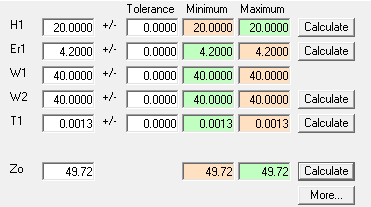 Tolerance Minimum Maximum
H1 20.0000 +/- 0.0000 20.0000 20.0000 Calculate
Er1 4.2000 +/- 0.0000 4.2000 4.2000 Calculate
W1 40.0000 +/- 0.0000 40.0000 40.0000
W2 40.0000 +/- 0.0000 40.0000 40.0000 Calculate
T1 0.0013 +/- 0.0000 0.0013 0.0013 Calculate
Zo 49.72 49.72 49.72 Calculate
More...